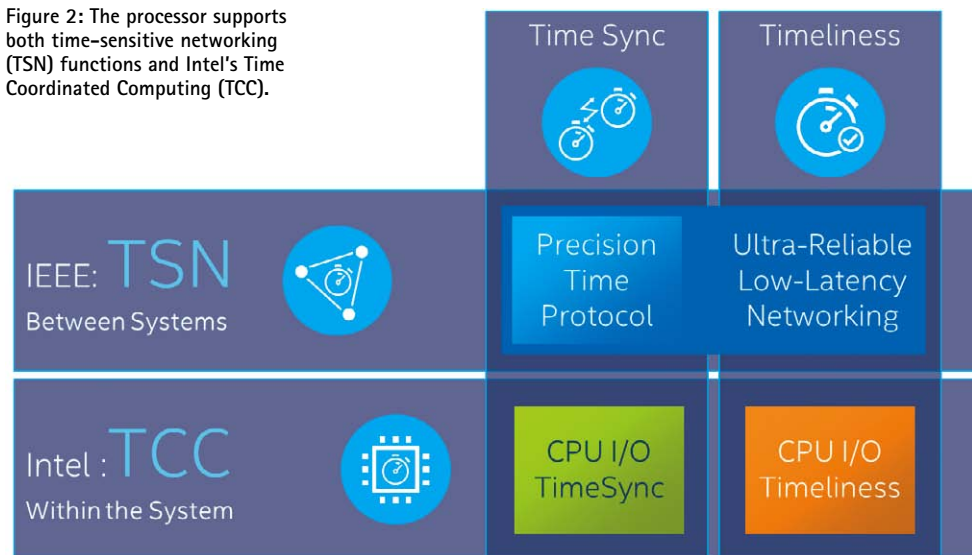 Figure 2: The processor supports
both time-sensitive networking
(TSN) functions and Intel's Time
Coordinated Computing (TCC).
Time Sync
Timeliness
IEEE: TSN
Between Systems
Precision
Time
Protocol
Ultra-Reliable
Low-Latency
Networking
Intel : TCC
Within the System
CPU I/O
TimeSync
CPU I/O
Timeliness